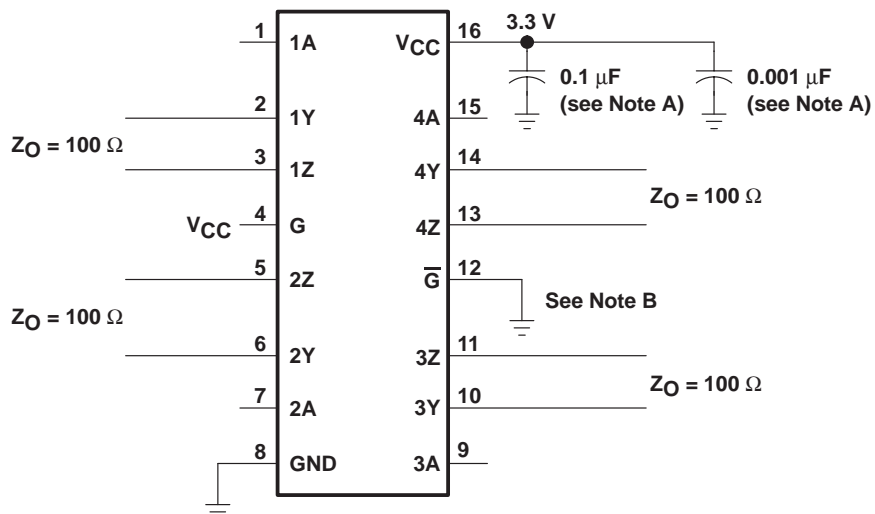 3.3 V
1 1A VCC 16
0.1 μF
(see Note A)
0.001 μF
(see Note A)
2 1Y 4A 15
ZO = 100 Ω
3 1Z 4Y 14
ZO = 100 Ω
VCC 4 G 4Z 13
5 2Z G̅ 12
See Note B
ZO = 100 Ω
6 2Y 3Z 11
ZO = 100 Ω
7 2A 3Y 10
8 GND 3A 9